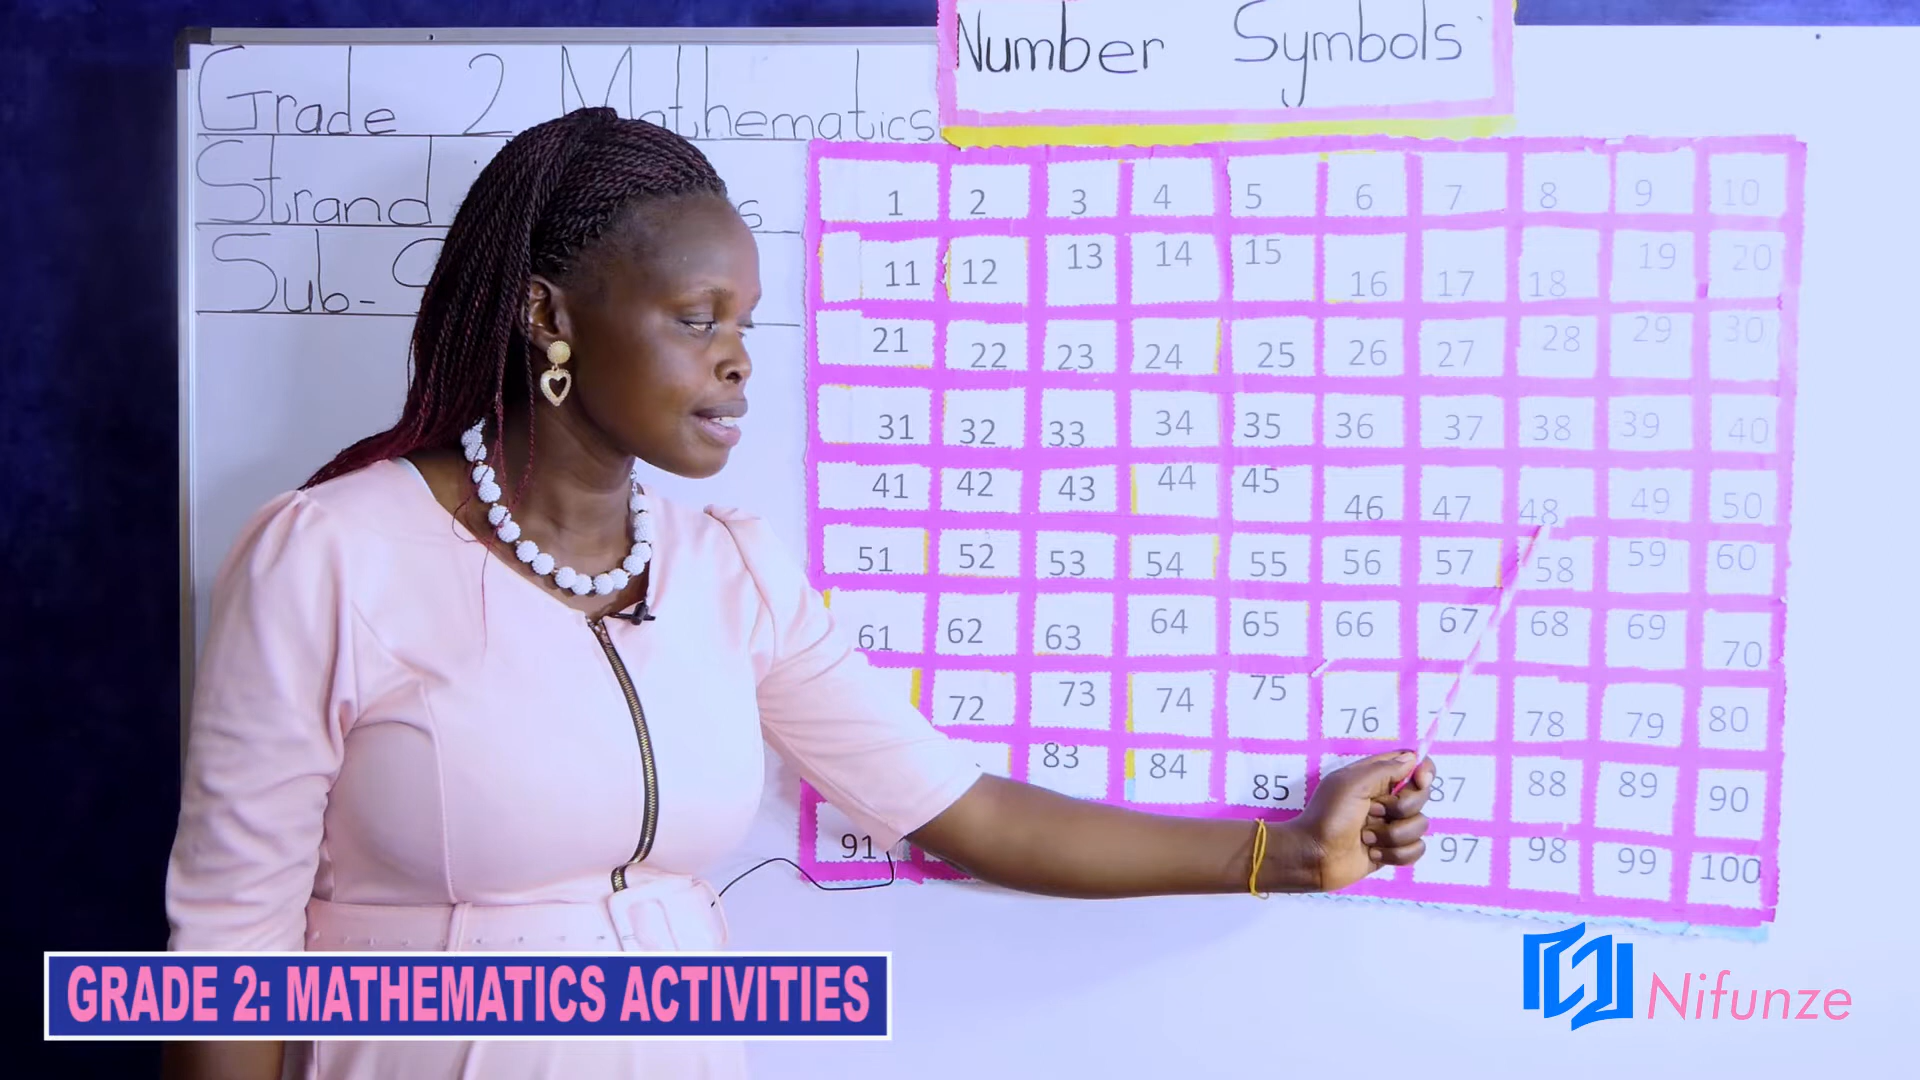 Number Symbols
Grade 2 Mathematics
Strand
Sub-
1 2 3 4 5 6 7 8 9 10
11 12 13 14 15 16 17 18 19 20
21 22 23 24 25 26 27 28 29 30
31 32 33 34 35 36 37 38 39 40
41 42 43 44 45 46 47 48 49 50
51 52 53 54 55 56 57 58 59 60
61 62 63 64 65 66 67 68 69 70
72 73 74 75 76 77 78 79 80
83 84 85 87 88 89 90
91 97 98 99 100
GRADE 2: MATHEMATICS ACTIVITIES
Nifunze